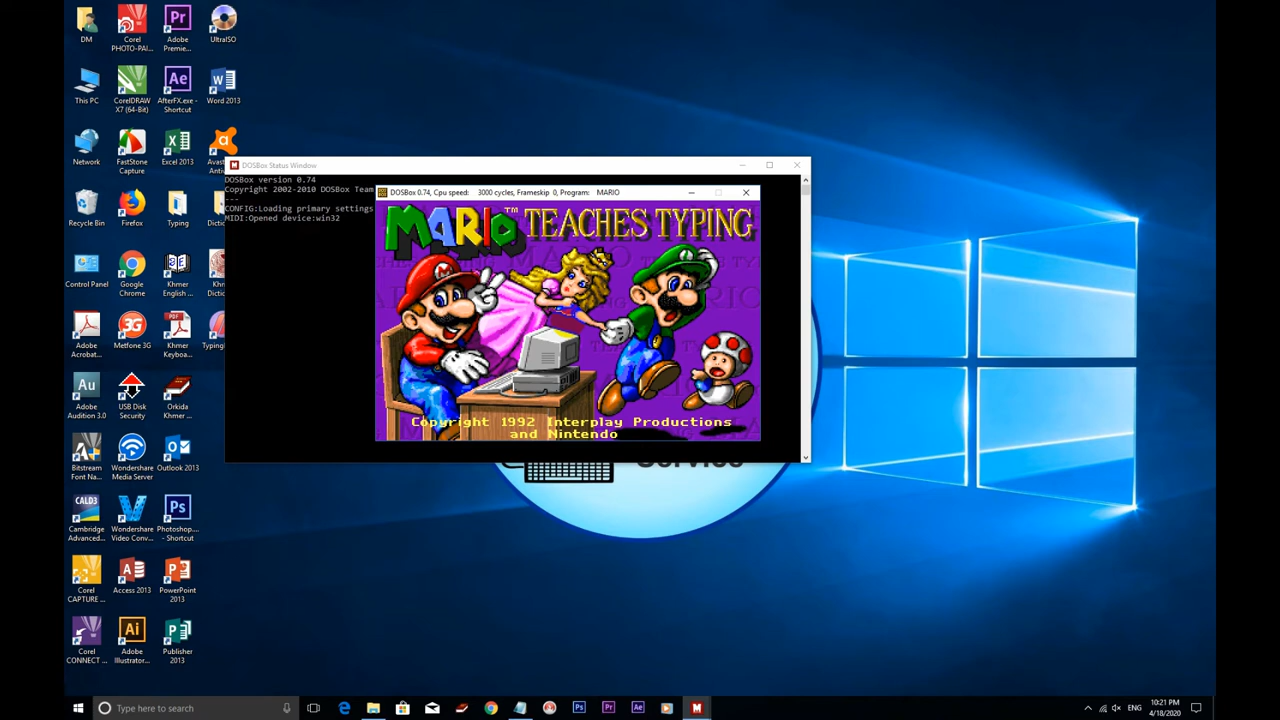 DM
Corel
PHOTO-PAI...
Adobe
Premie...
UltraISO
This PC
CorelDRAW
X7 (64-Bit)
AfterFX.exe -
Shortcut
Word 2013
Network
FastStone
Capture
Excel 2013
Avast
Recycle Bin
Firefox
Typing
Control Panel
Google
Chrome
Khmer
English ...
Adobe
Acrobat...
Metfone 3G
Khmer
Keyboa...
Adobe
Audition 3.0
USB Disk
Security
Orkida
Khmer ...
Bitstream
Font Na...
Wondershare
Media Server
Outlook 2013
CALD3
Cambridge
Advanced...
Wondershare
Video Conv...
Photoshop....
- Shortcut
Corel
CAPTURE ...
Access 2013
PowerPoint
2013
Corel
CONNECT ...
Adobe
Illustrator...
Publisher
2013
DOSBox Status Window
DOSBox version 0.74
Copyright 2002-2010 DOSBox Team
---
CONFIG:Loading primary settings
MIDI:Opened device:win32
DOSBox 0.74, Cpu speed: 3000 cycles, Frameskip 0, Program: MARIO
MARIO™ TEACHES TYPING
Copyright 1992 Interplay Productions
and Nintendo
Service
Type here to search
ENG
10:21 PM
4/18/2020